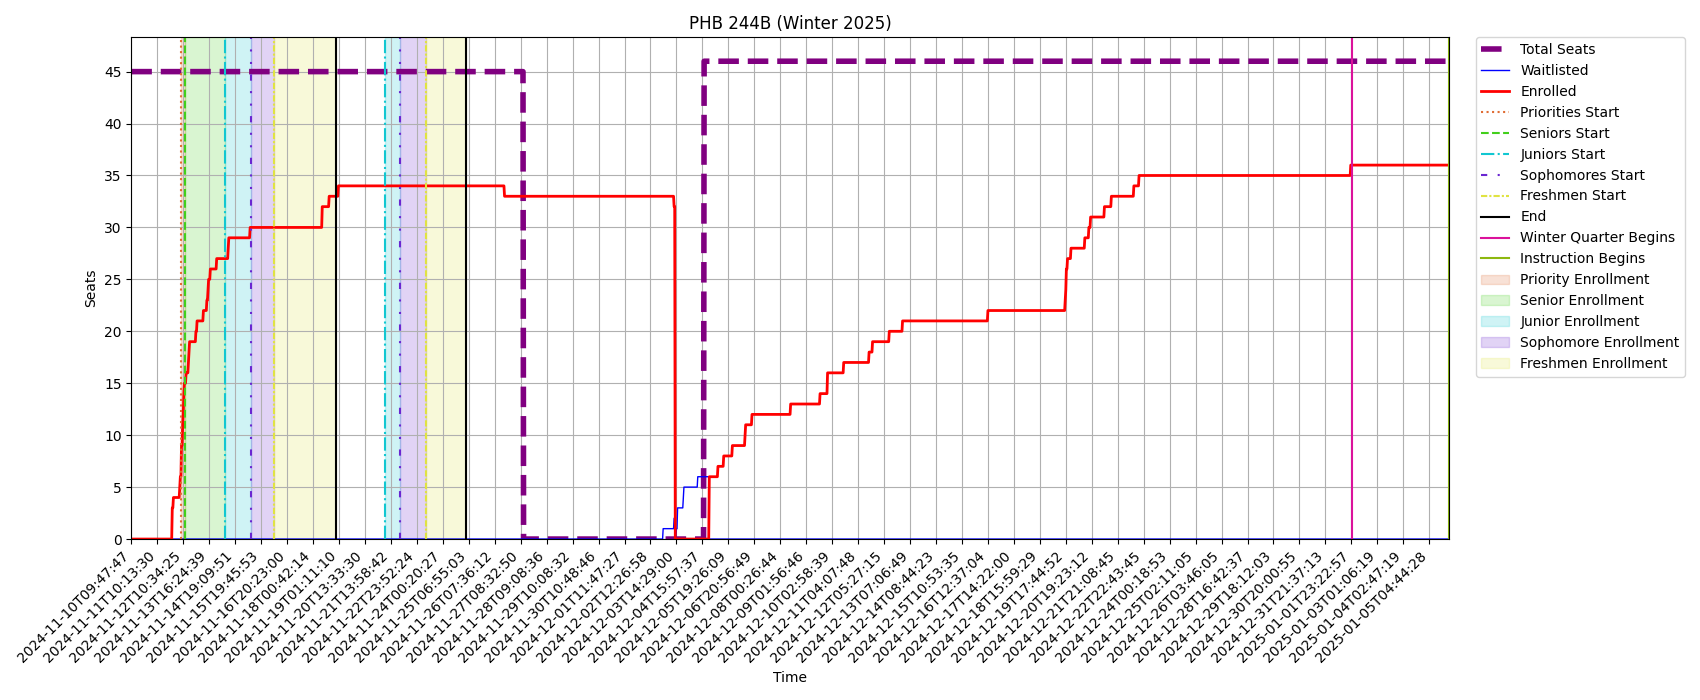 PHB 244B (Winter 2025)
Seats
45
40
35
30
25
20
15
10
5
0
2024-11-10T09:47:47
2024-11-11T10:13:30
2024-11-12T10:34:25
2024-11-13T16:24:39
2024-11-14T19:09:51
2024-11-15T19:45:53
2024-11-16T20:23:00
2024-11-18T00:42:14
2024-11-19T01:11:10
2024-11-20T13:33:30
2024-11-21T23:58:42
2024-11-22T23:52:24
2024-11-24T00:20:27
2024-11-25T06:55:03
2024-11-26T07:36:12
2024-11-27T08:32:50
2024-11-28T09:08:36
2024-11-29T10:08:32
2024-11-30T10:48:46
2024-12-01T11:47:27
2024-12-02T12:26:58
2024-12-03T14:29:00
2024-12-04T15:57:37
2024-12-05T19:26:09
2024-12-06T20:56:49
2024-12-08T00:26:44
2024-12-09T01:56:46
2024-12-10T02:58:39
2024-12-11T04:07:48
2024-12-12T05:27:15
2024-12-13T07:06:49
2024-12-14T08:44:23
2024-12-15T10:53:35
2024-12-16T12:37:04
2024-12-17T14:22:00
2024-12-18T15:59:29
2024-12-19T17:44:52
2024-12-20T19:23:12
2024-12-21T21:08:45
2024-12-22T22:43:45
2024-12-24T00:18:53
2024-12-25T02:11:05
2024-12-26T03:46:05
2024-12-28T16:42:37
2024-12-29T18:12:03
2024-12-30T20:00:55
2024-12-31T21:37:13
2025-01-01T23:22:57
2025-01-03T01:06:19
2025-01-04T02:47:19
2025-01-05T04:44:28
Time
Total Seats
Waitlisted
Enrolled
Priorities Start
Seniors Start
Juniors Start
Sophomores Start
Freshmen Start
End
Winter Quarter Begins
Instruction Begins
Priority Enrollment
Senior Enrollment
Junior Enrollment
Sophomore Enrollment
Freshmen Enrollment